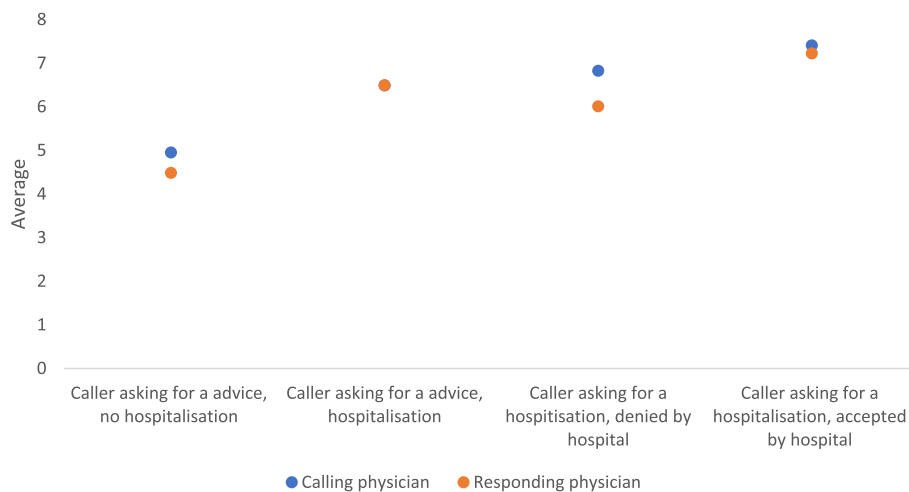 8
7
6
5
4
3
2
1
0
Average
Caller asking for a advice,
no hospitalisation
Caller asking for a advice,
hospitalisation
Caller asking for a
hospitisation, denied by
hospital
Caller asking for a
hospitalisation, accepted
by hospital
Calling physician
Responding physician